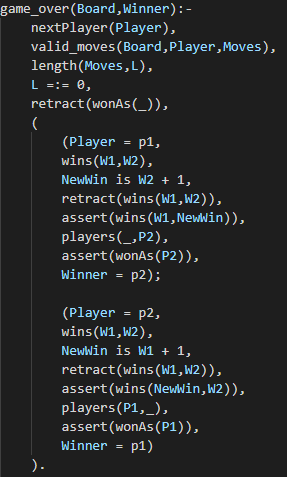 game_over(Board,Winner):-
    nextPlayer(Player),
    valid_moves(Board,Player,Moves),
    length(Moves,L),
    L =:= 0,
    retract(wonAs(_)),
    (
        (Player = p1,
        wins(W1,W2),
        NewWin is W2 + 1,
        retract(wins(W1,W2)),
        assert(wins(W1,NewWin)),
        players(_,P2),
        assert(wonAs(P2)),
        Winner = p2);

        (Player = p2,
        wins(W1,W2),
        NewWin is W1 + 1,
        retract(wins(W1,W2)),
        assert(wins(NewWin,W2)),
        players(P1,_),
        assert(wonAs(P1)),
        Winner = p1)
    ).